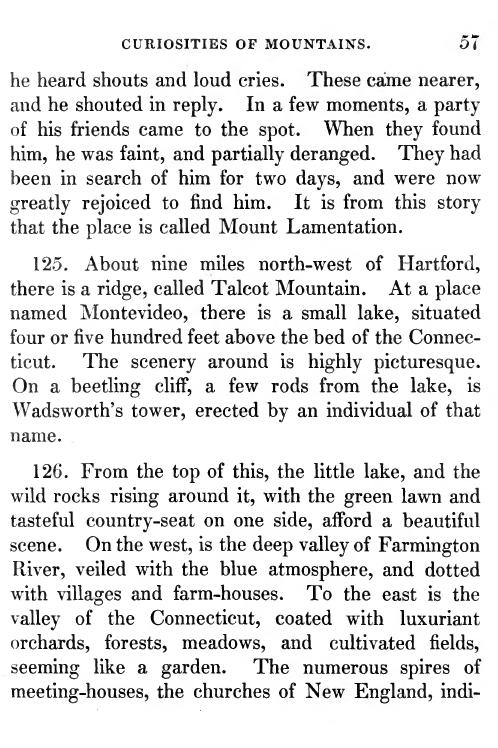 CURIOSITIES OF MOUNTAINS. 57
he heard shouts and loud cries. These came nearer,
and he shouted in reply. In a few moments, a party
of his friends came to the spot. When they found
him, he was faint, and partially deranged. They had
been in search of him for two days, and were now
greatly rejoiced to find him. It is from this story
that the place is called Mount Lamentation.
125. About nine miles north-west of Hartford,
there is a ridge, called Talcot Mountain. At a place
named Montevideo, there is a small lake, situated
four or five hundred feet above the bed of the Connec-
ticut. The scenery around is highly picturesque.
On a beetling cliff, a few rods from the lake, is
Wadsworth's tower, erected by an individual of that
name.
126. From the top of this, the little lake, and the
wild rocks rising around it, with the green lawn and
tasteful country-seat on one side, afford a beautiful
scene. On the west, is the deep valley of Farmington
River, veiled with the blue atmosphere, and dotted
with villages and farm-houses. To the east is the
valley of the Connecticut, coated with luxuriant
orchards, forests, meadows, and cultivated fields,
seeming like a garden. The numerous spires of
meeting-houses, the churches of New England, indi-